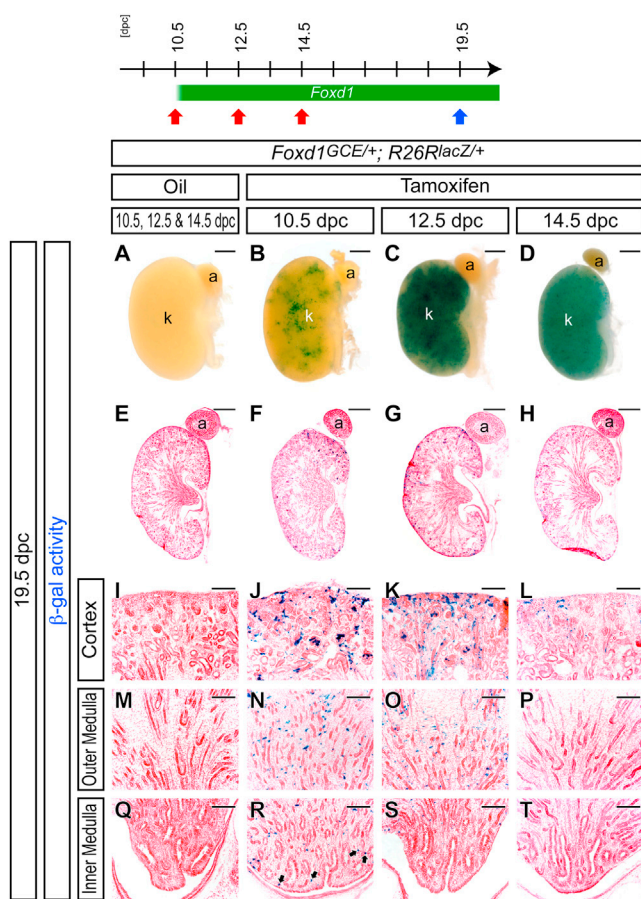 [dpc]
10.5 12.5 14.5 19.5
Foxd1
Foxd1GCE/+; R26RlacZ/+
Oil Tamoxifen
10.5, 12.5 & 14.5 dpc 10.5 dpc 12.5 dpc 14.5 dpc
A B C D
a a a a
k k k k
E F G H
a a a a
I J K L
M N O P
Q R S T
19.5 dpc
β-gal activity
Cortex
Outer Medulla
Inner Medulla